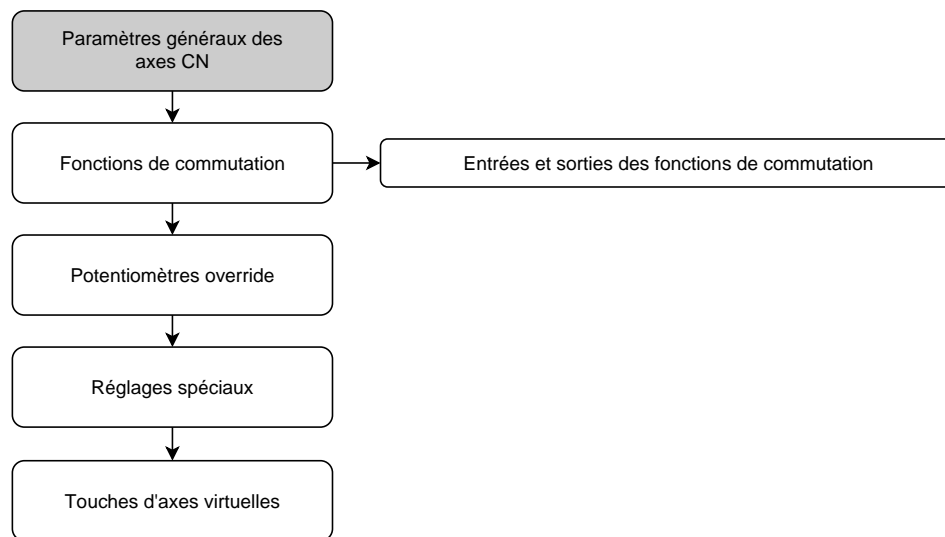 Paramètres généraux des
axes CN
Fonctions de commutation
Entrées et sorties des fonctions de commutation
Potentiomètres override
Réglages spéciaux
Touches d'axes virtuelles